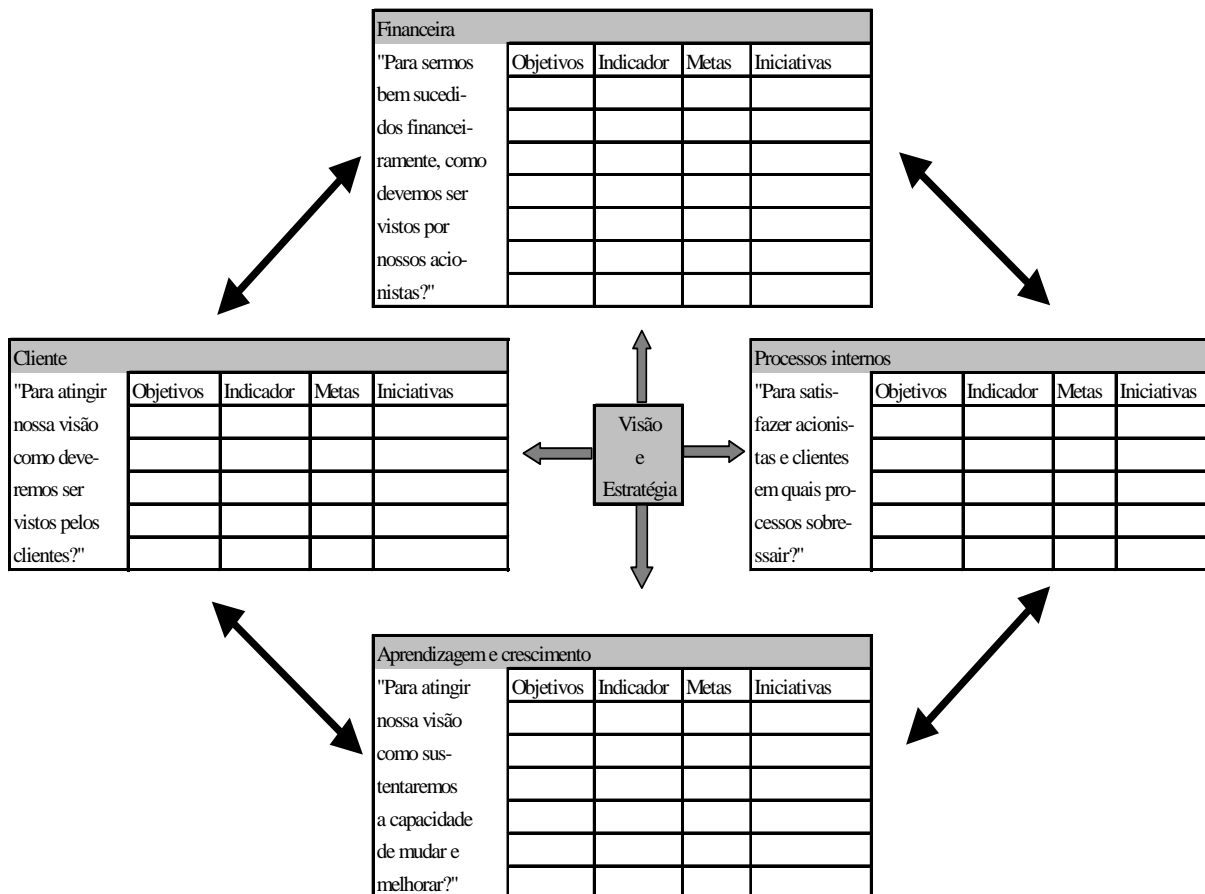 Financeira
"Para sermos
bem sucedi-
dos financei-
ramente, como
devemos ser
vistos por
nossos acio-
nistas?"
Objetivos Indicador Metas Iniciativas
Cliente
"Para atingir
nossa visão
como deve-
remos ser
vistos pelos
clientes?"
Objetivos Indicador Metas Iniciativas
Visão
e
Estratégia
Processos internos
"Para satis-
fazer acionis-
tas e clientes
em quais pro-
cessos sobre-
ssair?"
Objetivos Indicador Metas Iniciativas
Aprendizagem e crescimento
"Para atingir
nossa visão
como sus-
tentaremos
a capacidade
de mudar e
melhorar?"
Objetivos Indicador Metas Iniciativas